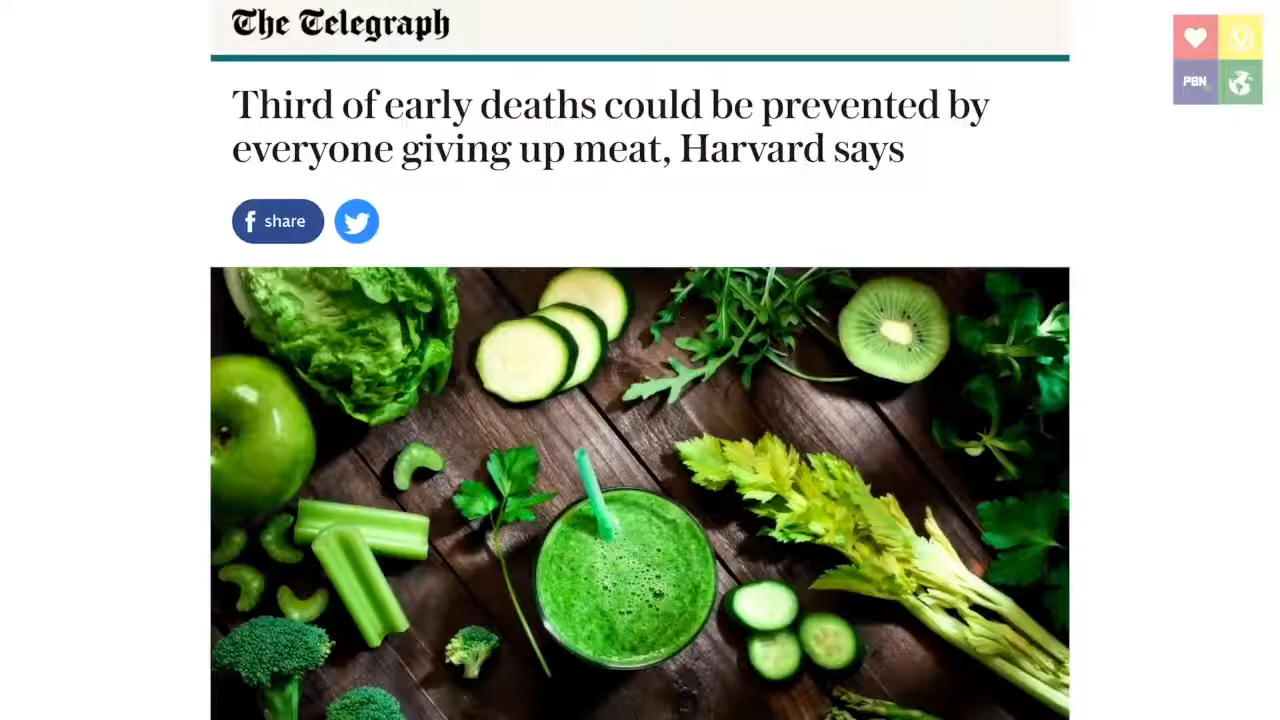 The Telegraph
Third of early deaths could be prevented by
everyone giving up meat, Harvard says
share
PBN